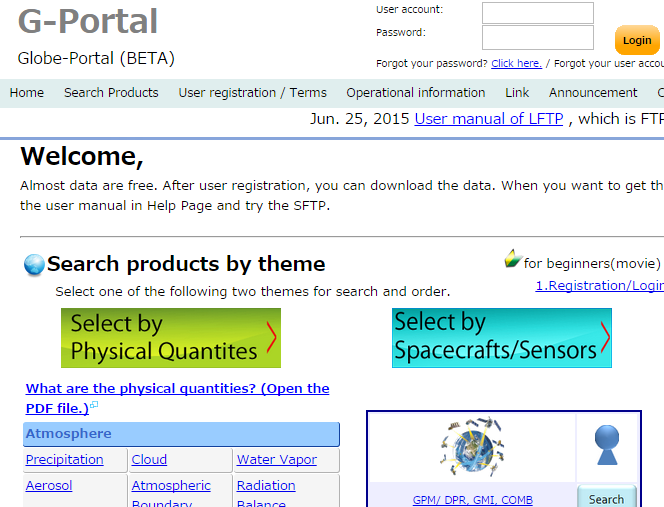 G-Portal
User account:
Password:
Login
Globe-Portal (BETA)
Forgot your password? Click here. / Forgot your user accou
Home Search Products User registration / Terms Operational information Link Announcement
Jun. 25, 2015 User manual of LFTP , which is FTP
Welcome,
Almost data are free. After user registration, you can download the data. When you want to get th
the user manual in Help Page and try the SFTP.
Search products by theme
for beginners(movie)
Select one of the following two themes for search and order.
1.Registration/Login
Select by
Physical Quantites
Select by
Spacecrafts/Sensors
What are the physical quantities? (Open the
PDF file.)
Atmosphere
Precipitation Cloud Water Vapor
Aerosol Atmospheric Radiation
Boundary Balance
GPM/ DPR, GMI, COMB
Search